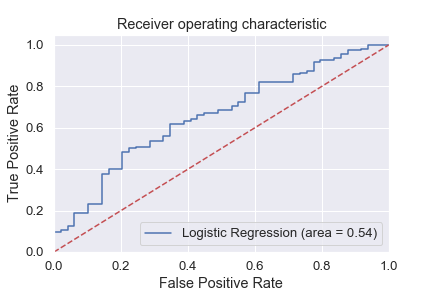 Receiver operating characteristic
1.0
0.8
0.6
0.4
0.2
0.0
True Positive Rate
Logistic Regression (area = 0.54)
0.0 0.2 0.4 0.6 0.8 1.0
False Positive Rate